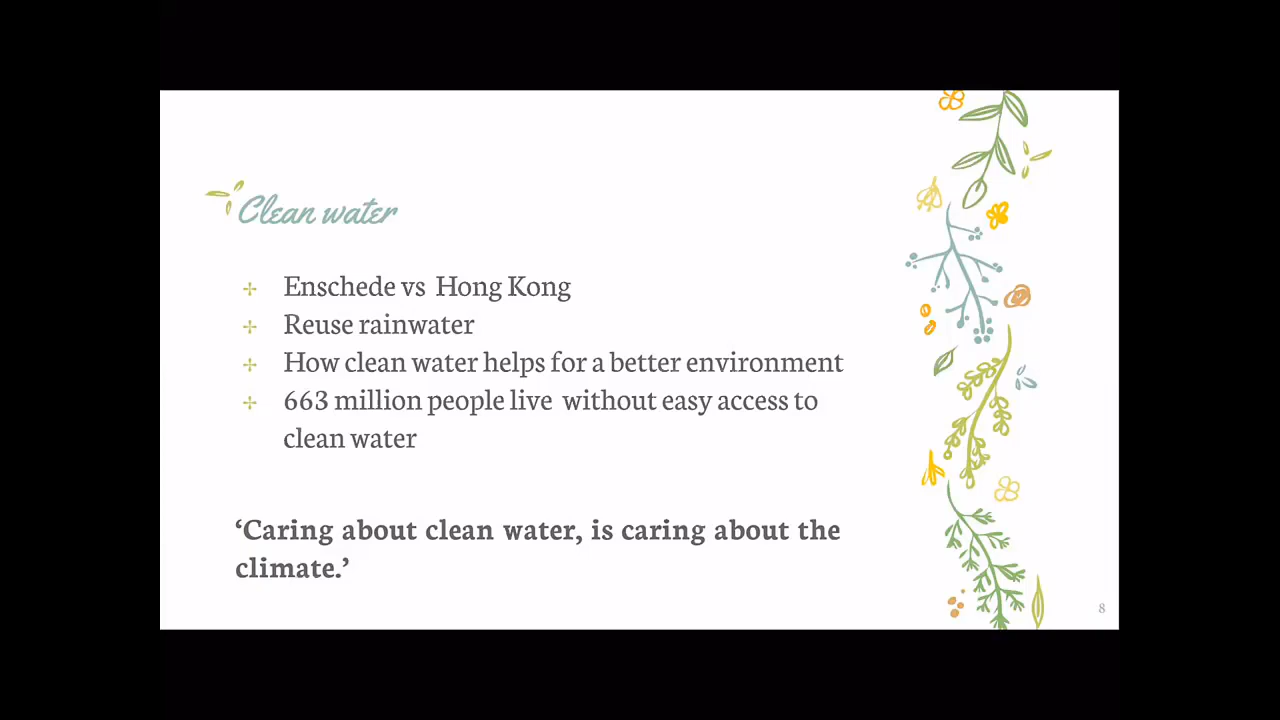 Clean water
Enschede vs  Hong Kong
Reuse rainwater
How clean water helps for a better environment
663 million people live  without easy access to
clean water
‘Caring about clean water, is caring about the
climate.’
8